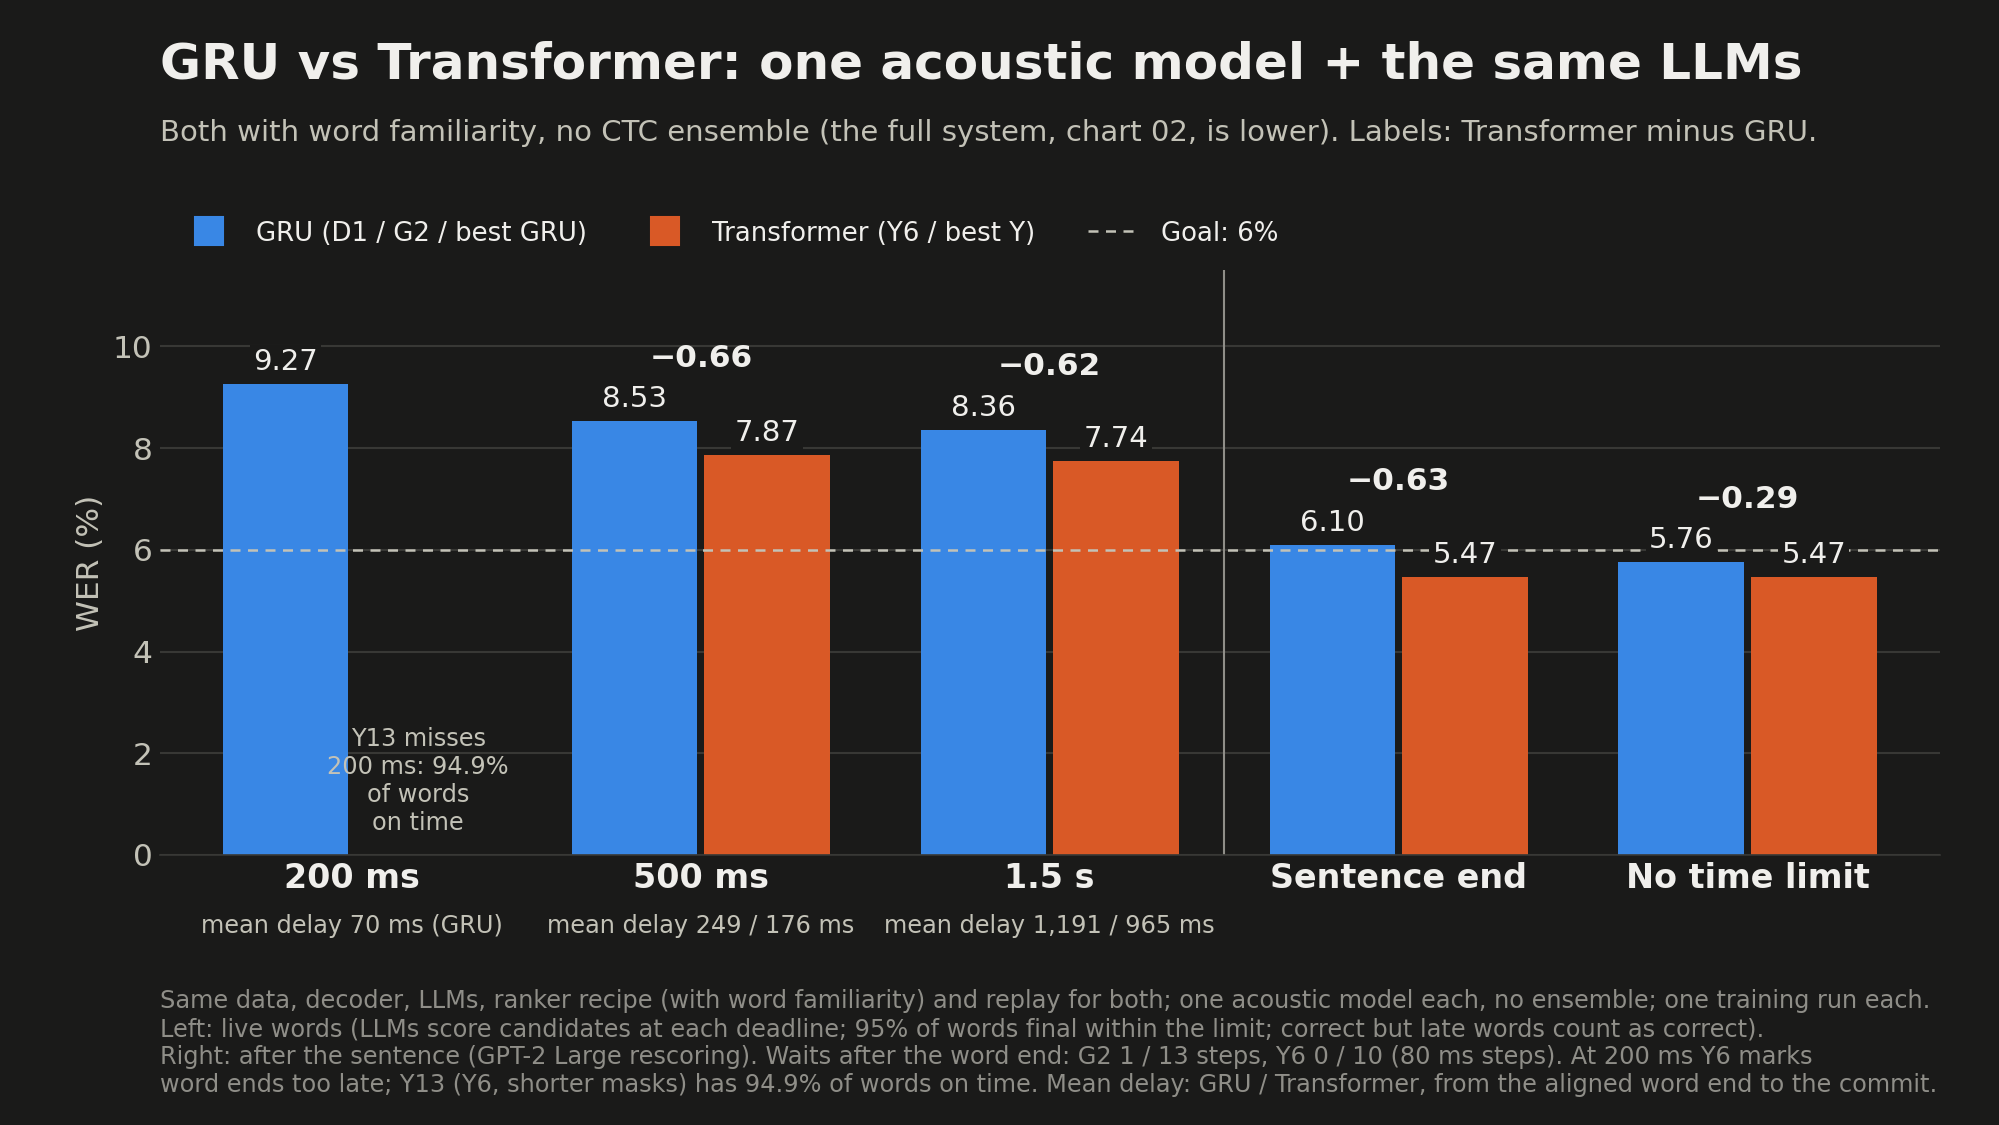 GRU vs Transformer: one acoustic model + the same LLMs
Both with word familiarity, no CTC ensemble (the full system, chart 02, is lower). Labels: Transformer minus GRU.
GRU (D1 / G2 / best GRU)
Transformer (Y6 / best Y)
Goal: 6%
WER (%)
10
8
6
4
2
0
9.27
Y13 misses
200 ms: 94.9%
of words
on time
−0.66
8.53
7.87
−0.62
8.36
7.74
−0.63
6.10
5.47
−0.29
5.76
5.47
200 ms
500 ms
1.5 s
Sentence end
No time limit
mean delay 70 ms (GRU)
mean delay 249 / 176 ms
mean delay 1,191 / 965 ms
Same data, decoder, LLMs, ranker recipe (with word familiarity) and replay for both; one acoustic model each, no ensemble; one training run each.
Left: live words (LLMs score candidates at each deadline; 95% of words final within the limit; correct but late words count as correct).
Right: after the sentence (GPT-2 Large rescoring). Waits after the word end: G2 1 / 13 steps, Y6 0 / 10 (80 ms steps). At 200 ms Y6 marks
word ends too late; Y13 (Y6, shorter masks) has 94.9% of words on time. Mean delay: GRU / Transformer, from the aligned word end to the commit.